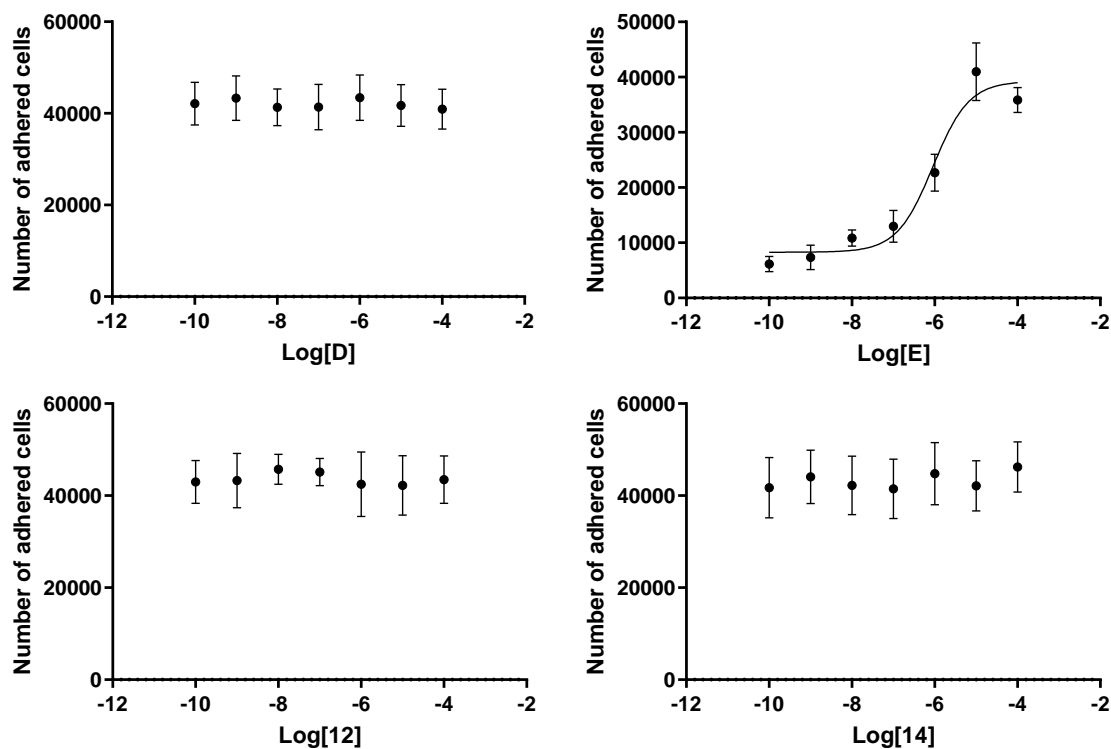 Number of adhered cells
60000
40000
20000
0
-12 -10 -8 -6 -4 -2
Log[D]
Number of adhered cells
50000
40000
30000
20000
10000
0
-12 -10 -8 -6 -4 -2
Log[E]
Number of adhered cells
60000
40000
20000
0
-12 -10 -8 -6 -4 -2
Log[12]
Number of adhered cells
60000
40000
20000
0
-12 -10 -8 -6 -4 -2
Log[14]